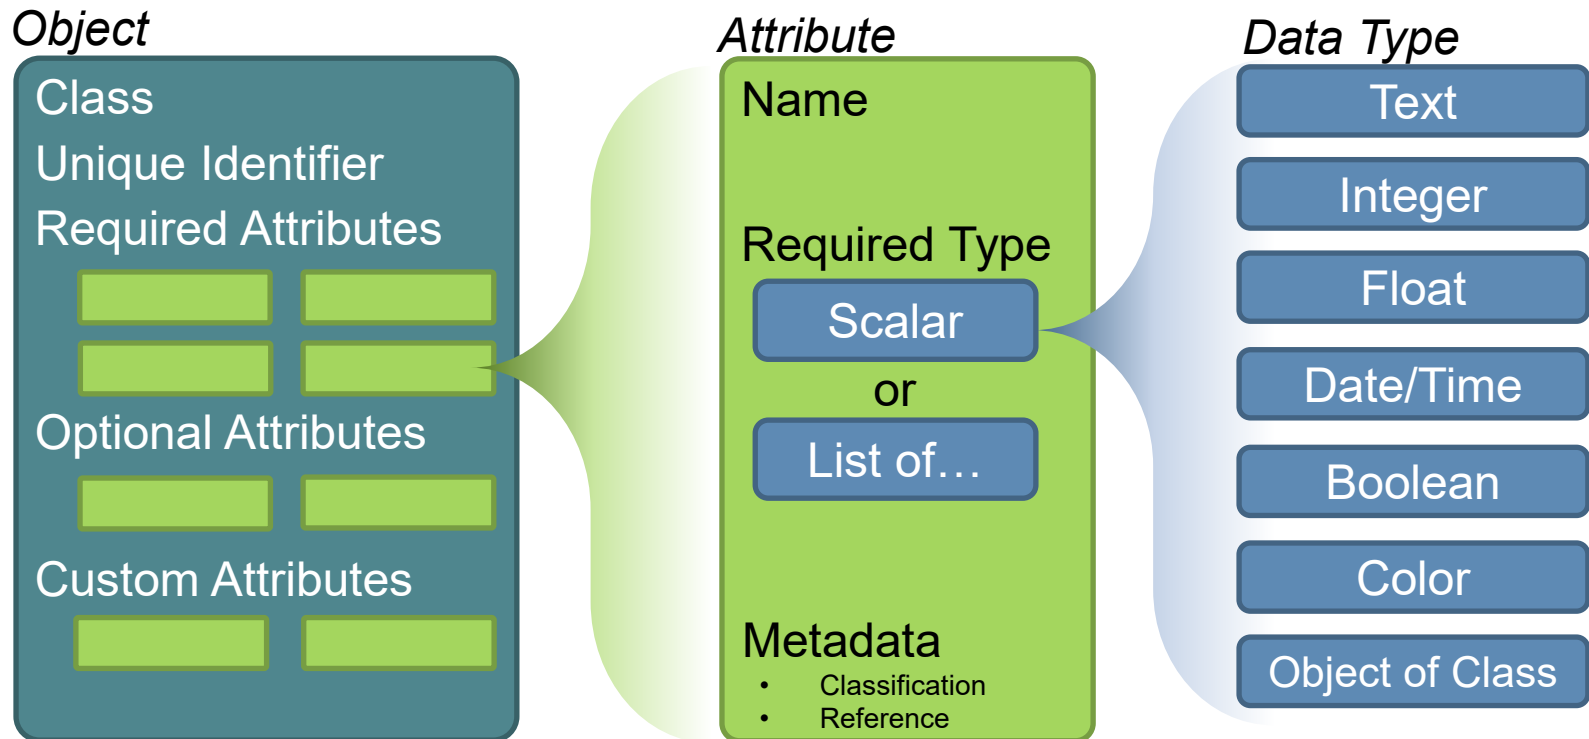 Object
Class
Unique Identifier
Required Attributes
Optional Attributes
Custom Attributes
Attribute
Name
Required Type
Scalar
or
List of…
Metadata
• Classification
• Reference
Data Type
Text
Integer
Float
Date/Time
Boolean
Color
Object of Class